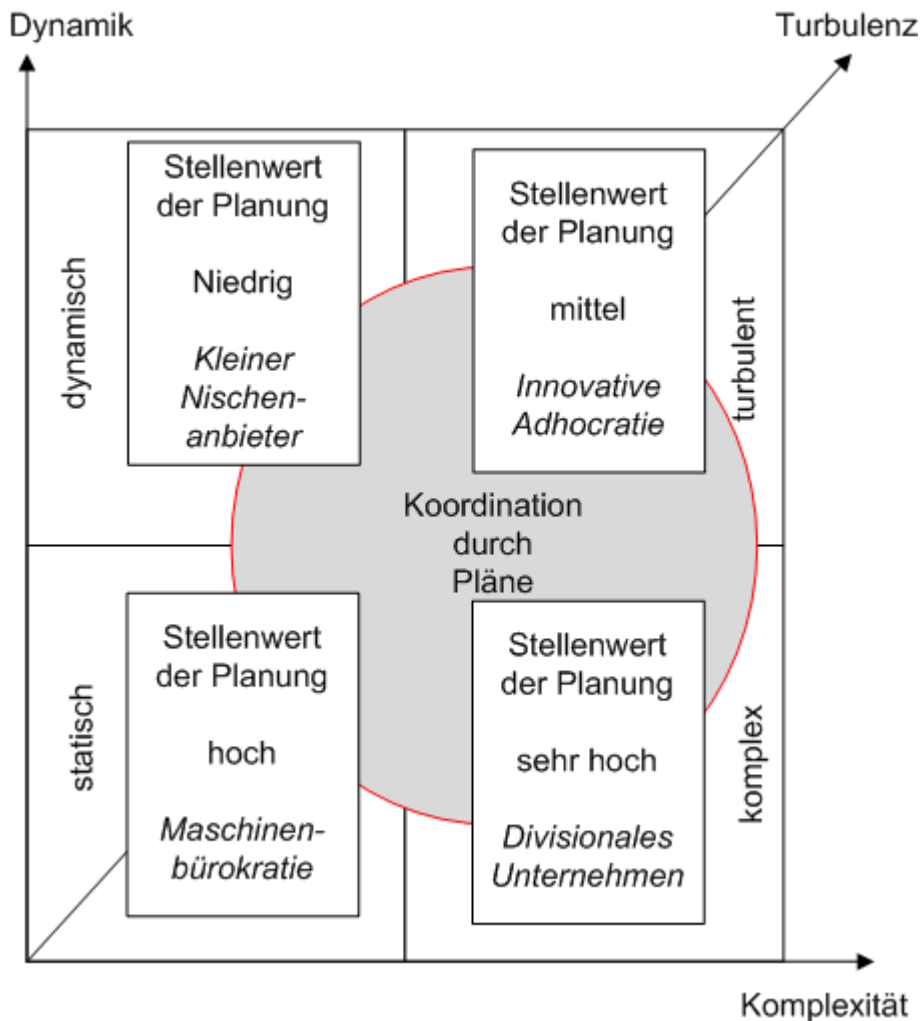 Dynamik
Turbulenz
dynamisch
Stellenwert
der Planung
Niedrig
Kleiner
Nischen-
anbieter
Stellenwert
der Planung
mittel
Innovative
Adhocratie
turbulent
Koordination
durch
Pläne
statisch
Stellenwert
der Planung
hoch
Maschinen-
bürokratie
Stellenwert
der Planung
sehr hoch
Divisionales
Unternehmen
komplex
Komplexität